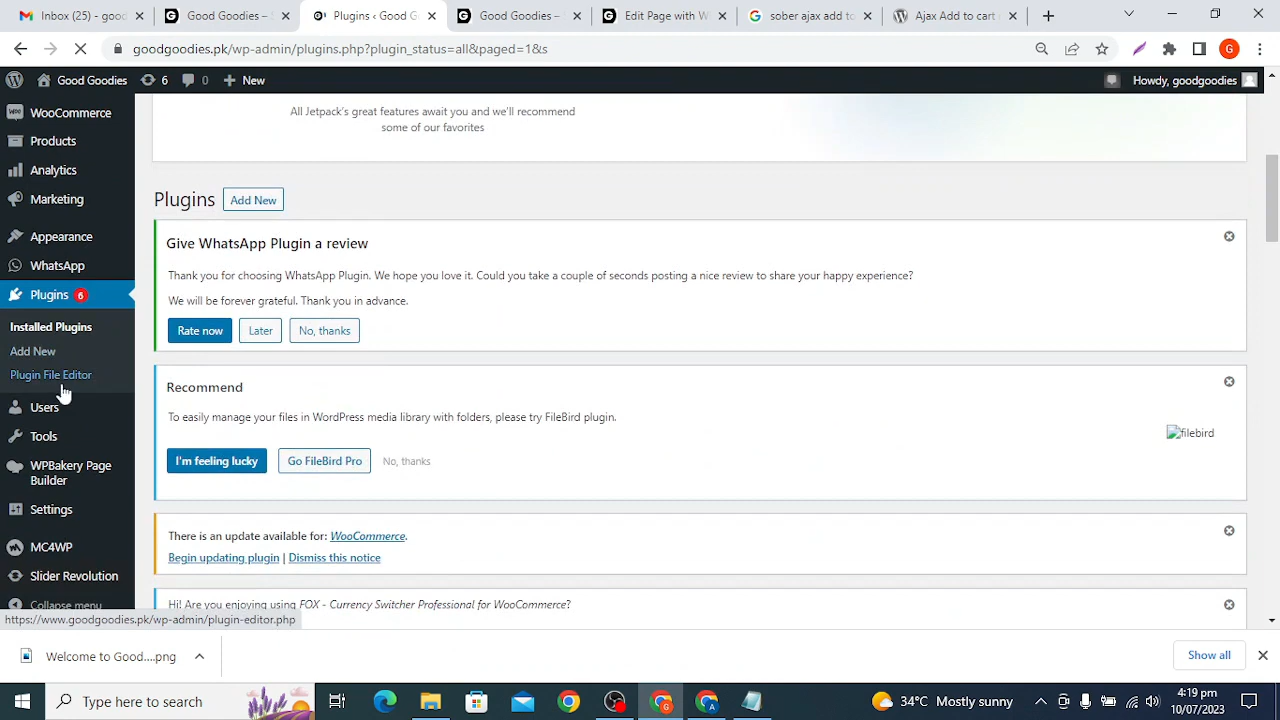 Inbox (25) - good
Good Goodies –
Plugins ‹ Good G
Good Goodies –
Edit Page with W
sober ajax add to
Ajax Add to cart
goodgoodies.pk/wp-admin/plugins.php?plugin_status=all&paged=1&s
G
Good Goodies
6
0
New
Howdy, goodgoodies
WooCommerce
Products
Analytics
Marketing
Appearance
WhatsApp
Plugins 6
Installed Plugins
Add New
Plugin File Editor
Users
Tools
WPBakery Page
Builder
Settings
MC4WP
Slider Revolution
Collapse menu
All Jetpack's great features await you and we'll recommend
some of our favorites
Plugins Add New
Give WhatsApp Plugin a review
Thank you for choosing WhatsApp Plugin. We hope you love it. Could you take a couple of seconds posting a nice review to share your happy experience?
We will be forever grateful. Thank you in advance.
Rate now Later No, thanks
Recommend
To easily manage your files in WordPress media library with folders, please try FileBird plugin.
filebird
I'm feeling lucky Go FileBird Pro No, thanks
There is an update available for: WooCommerce.
Begin updating plugin | Dismiss this notice
Hi! Are you enjoying using FOX - Currency Switcher Professional for WooCommerce?
https://www.goodgoodies.pk/wp-admin/plugin-editor.php
Welcome to Good....png
Show all
Type here to search
34°C Mostly sunny
4:19 pm
10/07/2023